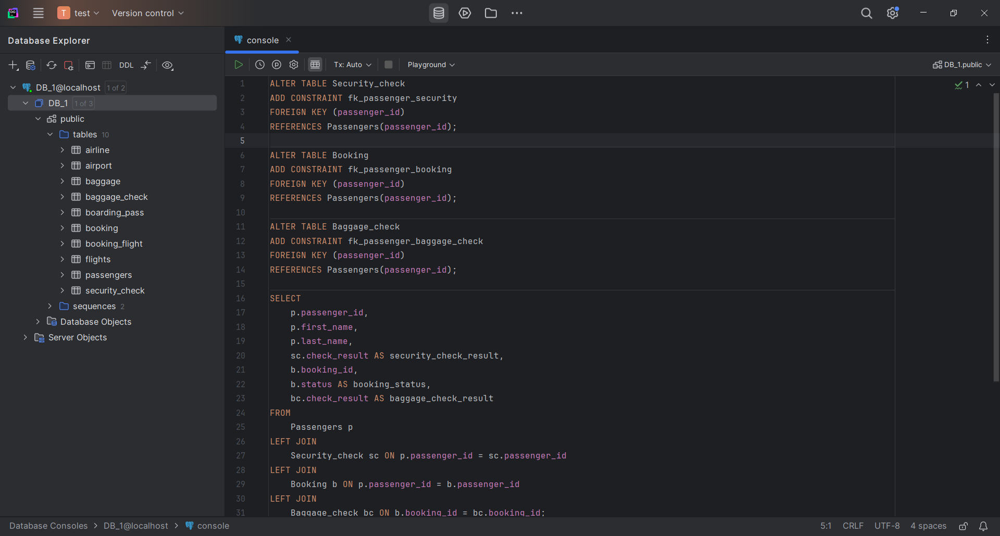 DG
T test
Version control
Database Explorer
console
DDL
Tx: Auto
Playground
DB_1.public
DB_1@localhost 1 of 2
DB_1 1 of 3
public
tables 10
airline
airport
baggage
baggage_check
boarding_pass
booking
booking_flight
flights
passengers
security_check
sequences 2
Database Objects
Server Objects
1
1 ALTER TABLE Security_check
2 ADD CONSTRAINT fk_passenger_security
3 FOREIGN KEY (passenger_id)
4 REFERENCES Passengers(passenger_id);
5
6 ALTER TABLE Booking
7 ADD CONSTRAINT fk_passenger_booking
8 FOREIGN KEY (passenger_id)
9 REFERENCES Passengers(passenger_id);
10
11 ALTER TABLE Baggage_check
12 ADD CONSTRAINT fk_passenger_baggage_check
13 FOREIGN KEY (passenger_id)
14 REFERENCES Passengers(passenger_id);
15
16 SELECT
17 p.passenger_id,
18 p.first_name,
19 p.last_name,
20 sc.check_result AS security_check_result,
21 b.booking_id,
22 b.status AS booking_status,
23 bc.check_result AS baggage_check_result
24 FROM
25 Passengers p
26 LEFT JOIN
27 Security_check sc ON p.passenger_id = sc.passenger_id
28 LEFT JOIN
29 Booking b ON p.passenger_id = b.passenger_id
30 LEFT JOIN
31 Baggage_check bc ON b.booking_id = bc.booking_id;
Database Consoles > DB_1@localhost > console
5:1 CRLF UTF-8 4 spaces